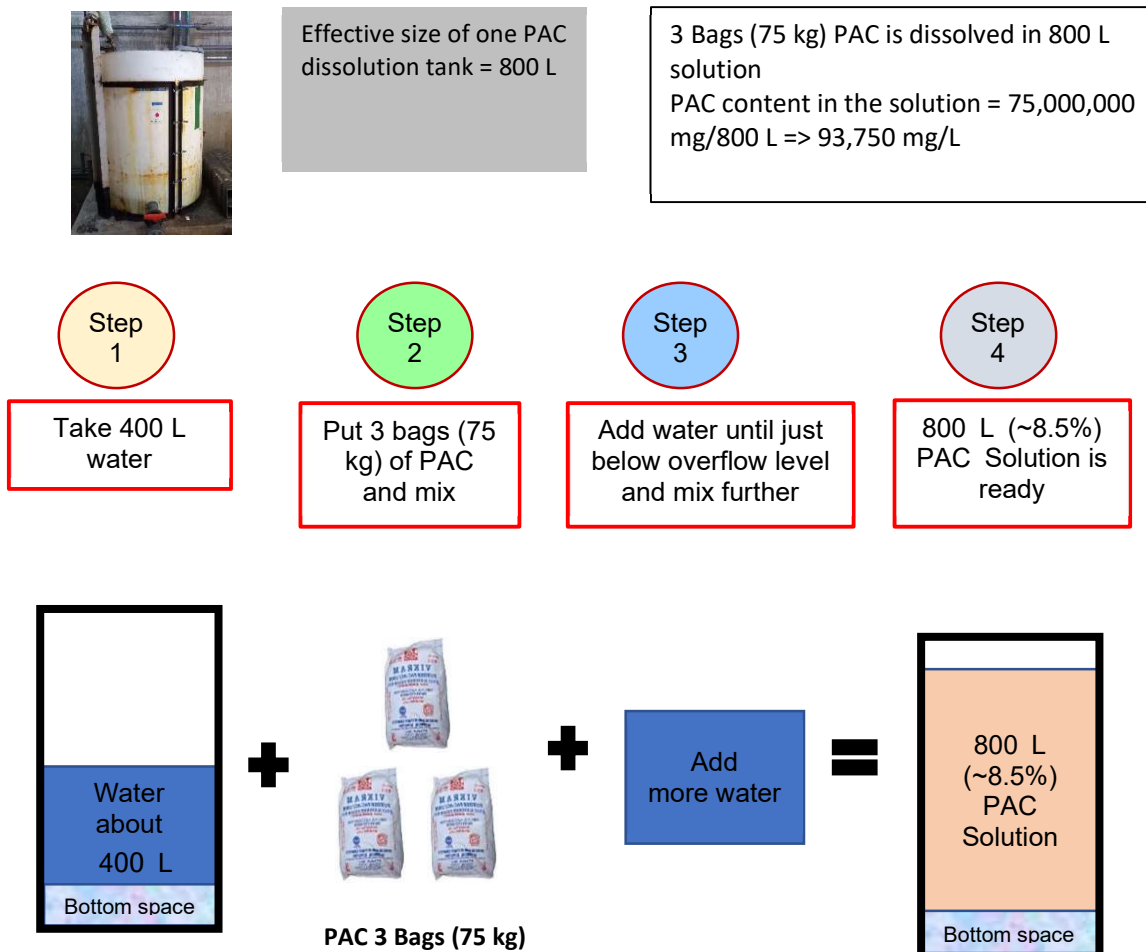 Effective size of one PAC
dissolution tank = 800 L
3 Bags (75 kg) PAC is dissolved in 800 L
solution
PAC content in the solution = 75,000,000
mg/800 L => 93,750 mg/L
Step
1
Step
2
Step
3
Step
4
Take 400 L
water
Put 3 bags (75
kg) of PAC
and mix
Add water until just
below overflow level
and mix further
800 L (~8.5%)
PAC Solution is
ready
Water
about
400 L
Bottom space
VIKRAM
VIKRAM
VIKRAM
PAC 3 Bags (75 kg)
Add
more water
800 L
(~8.5%)
PAC
Solution
Bottom space